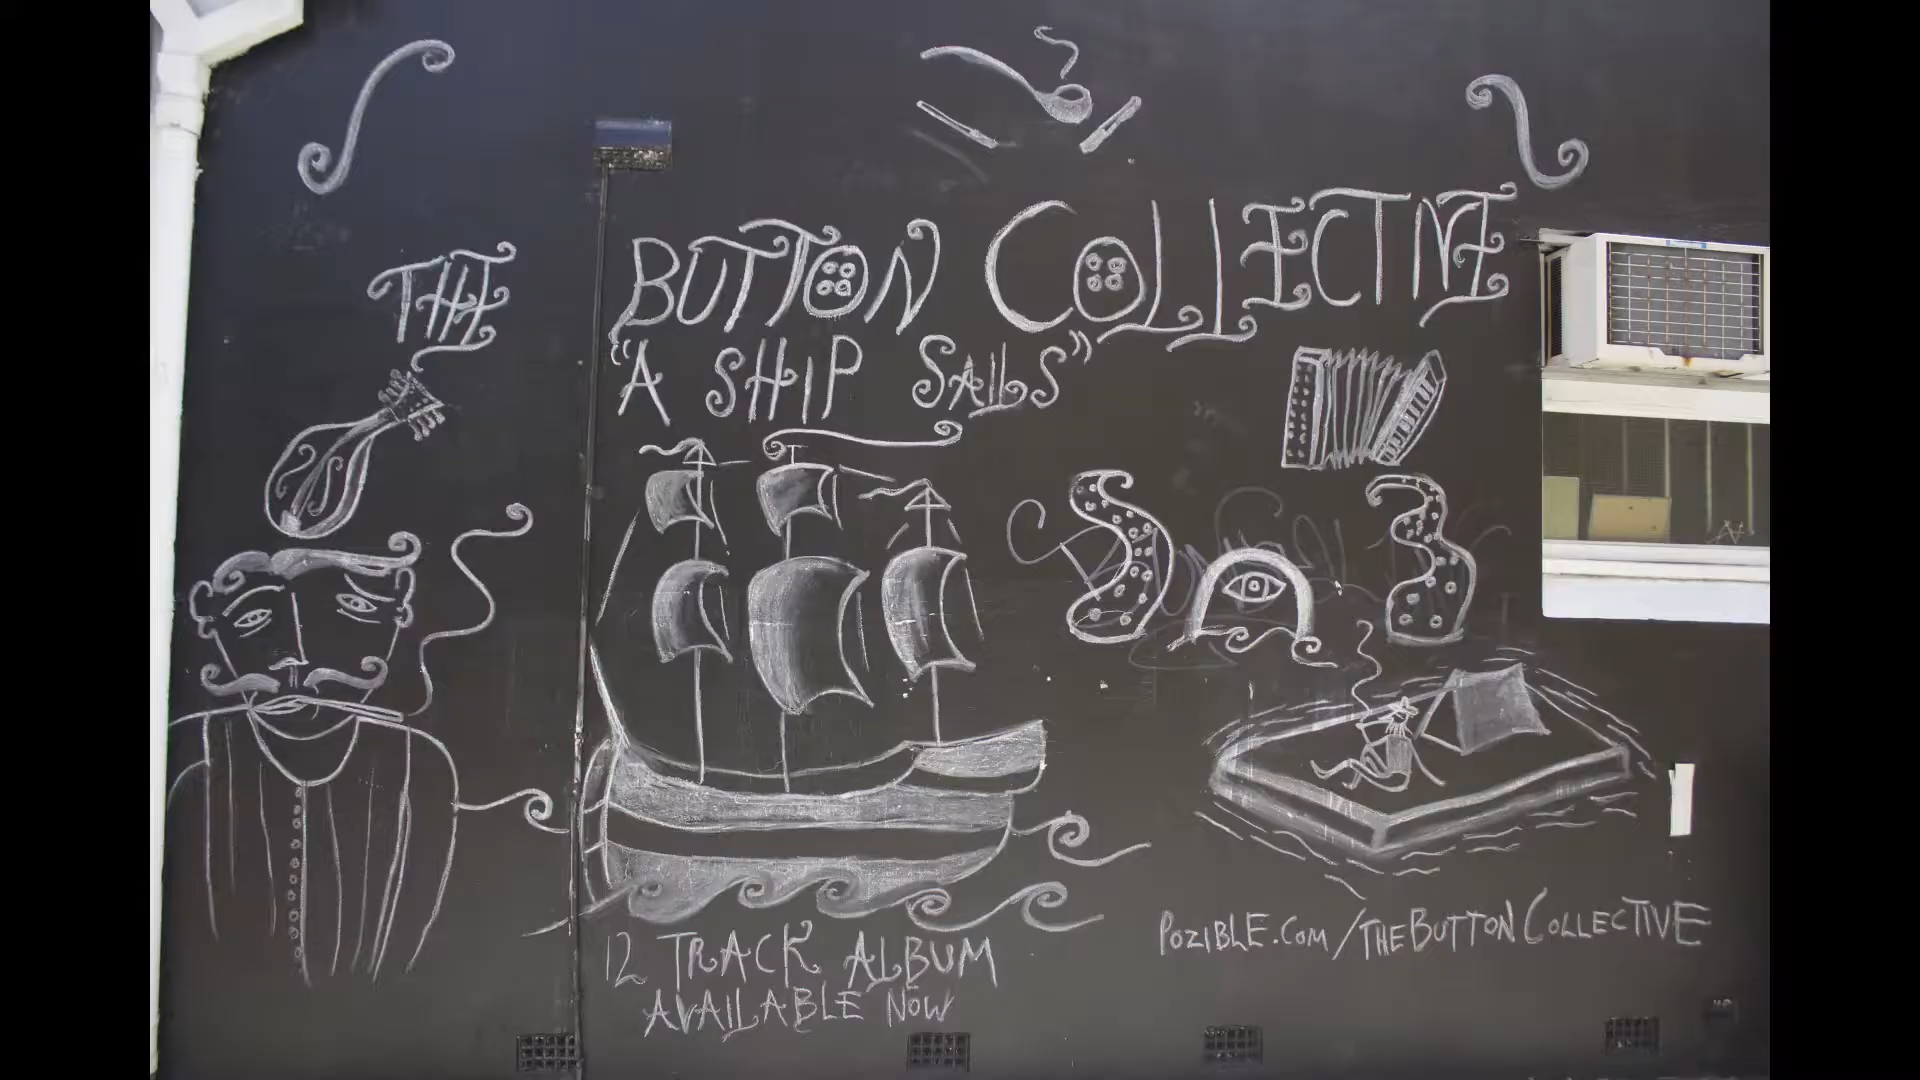 THE BUTTON COLLECTIVE
"A SHIP SAILS"
12 TRACK ALBUM
AVAILABLE NOW
POZIBLE.COM/THEBUTTONCOLLECTIVE